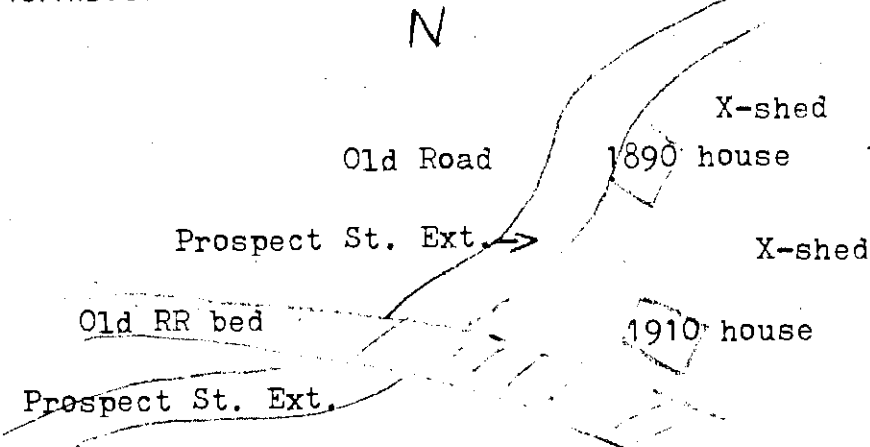 N
X-shed
Old Road
1890 house
Prospect St. Ext.
X-shed
Old RR bed
1910 house
Prospect St. Ext.